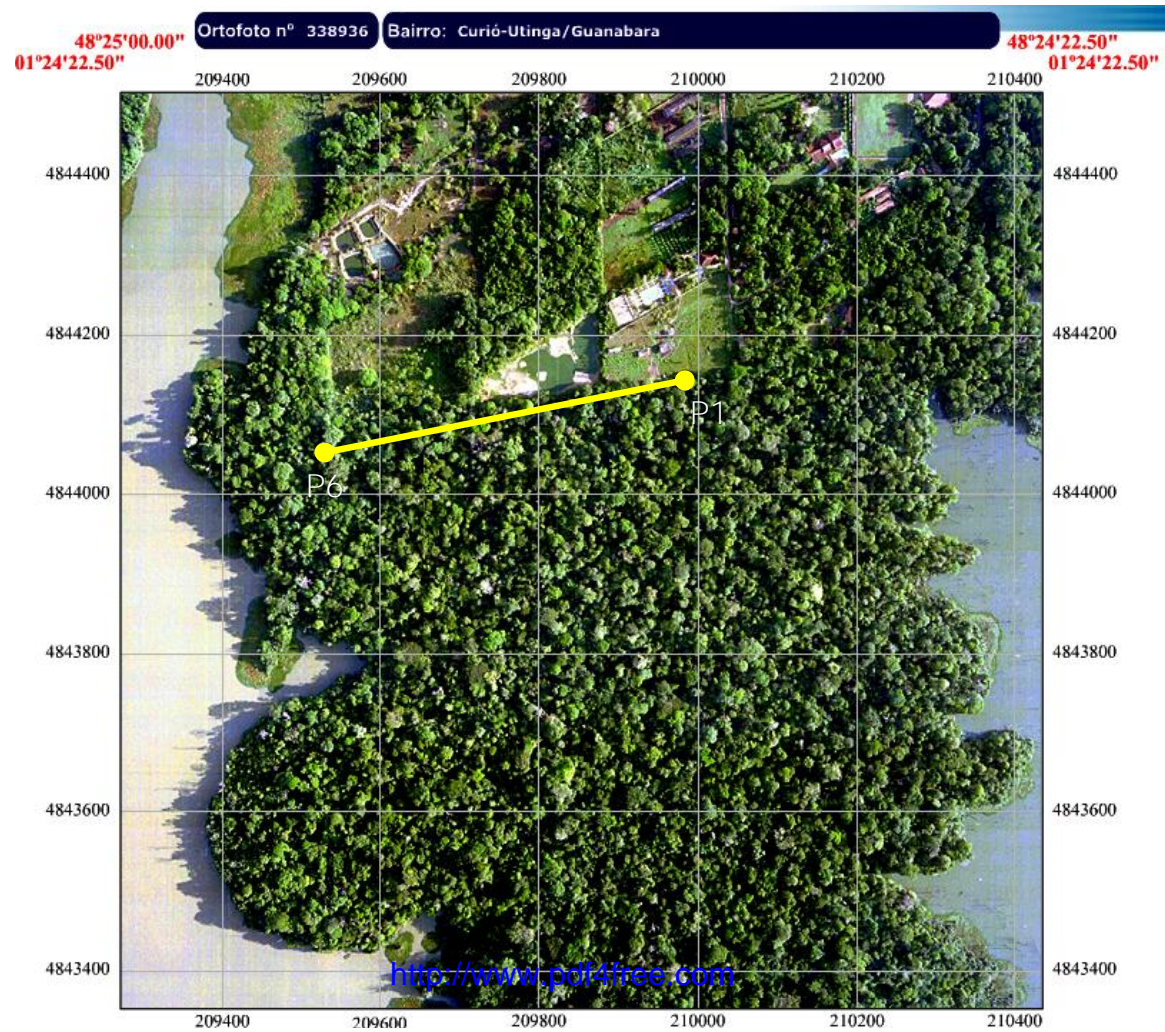 Ortofoto nº 338936 Bairro: Curió-Utinga/Guanabara
48º25'00.00" 48º24'22.50"
01º24'22.50" 01º24'22.50"
209400 209600 209800 210000 210200 210400
4844400 4844400
4844200 4844200
P1
P6
4844000 4844000
4843800 4843800
4843600 4843600
4843400 http://www.pdf4free.com 4843400
209400 209600 209800 210000 210200 210400